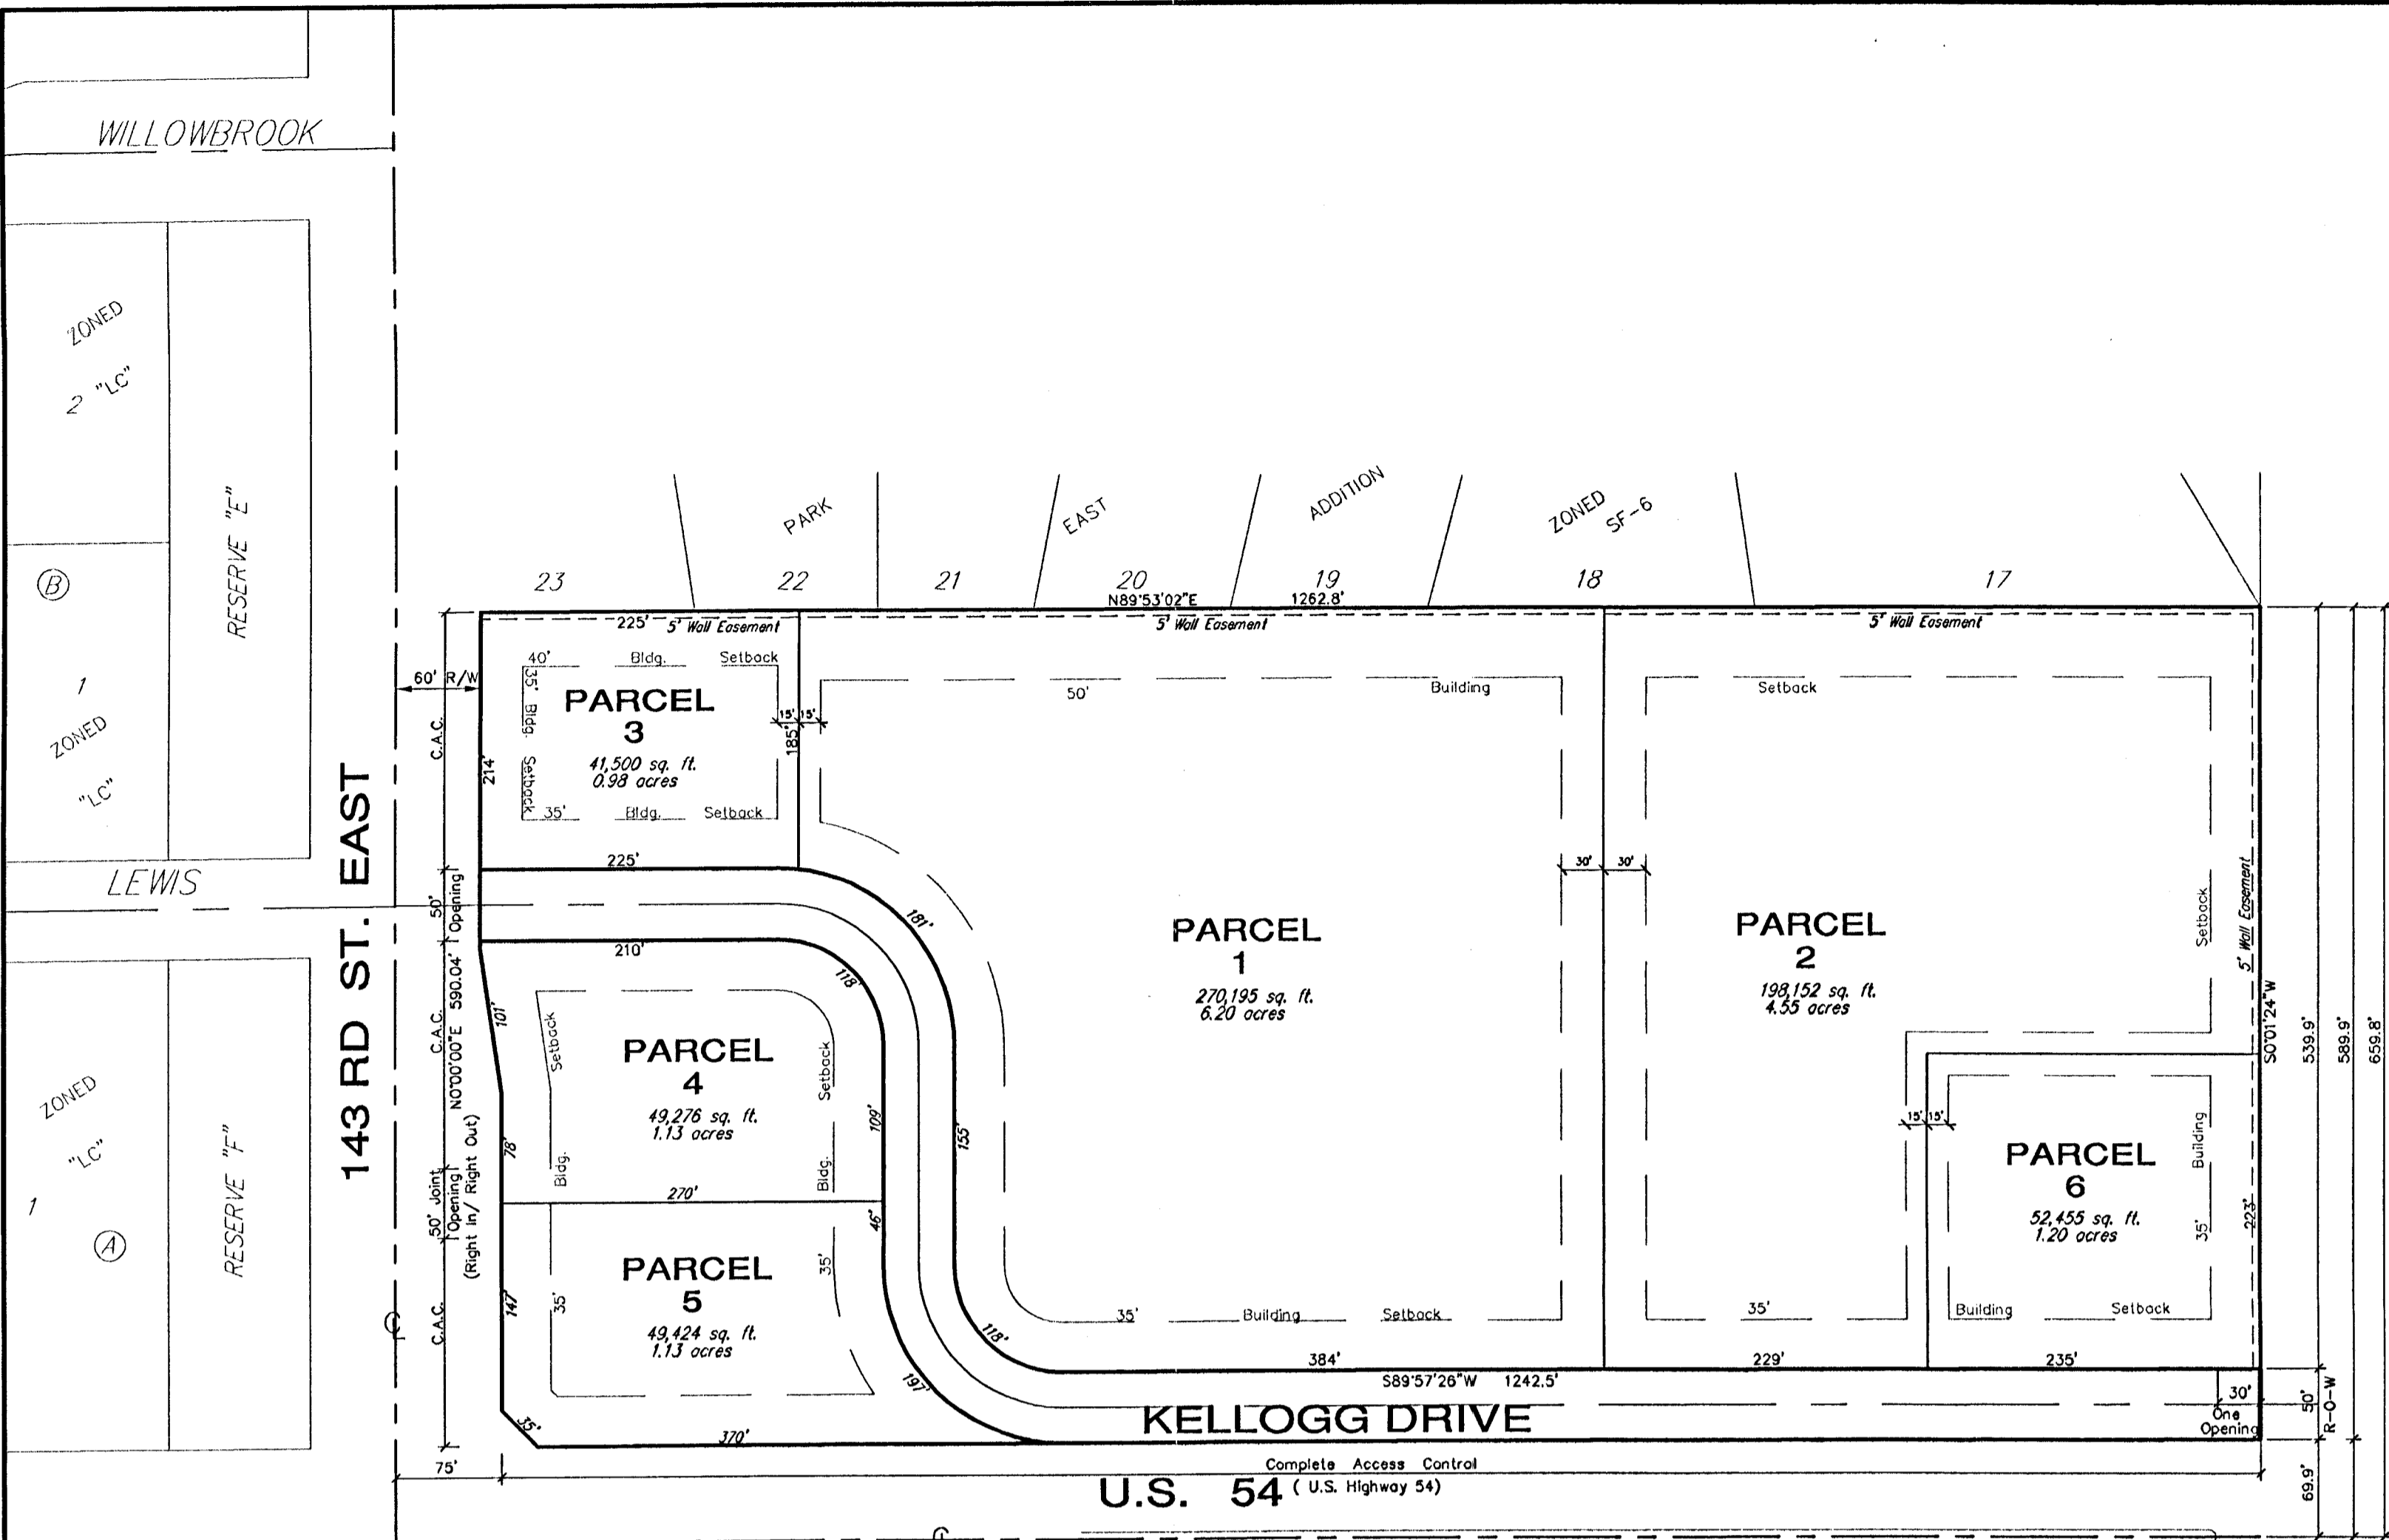 WILLOWBROOK
ZONED
2 "LC"
RESERVE "E"
B
1
ZONED
"LC"
LEWIS
ZONED
"LC"
1
A
RESERVE "F"
143 RD ST. EAST
PARK
EAST
ADDITION
ZONED
SF-6
23
22
21
20
19
18
17
N89°53'02"E
1262.8'
225'
5' Wall Easement
5' Wall Easement
5' Wall Easement
60' R/W
C.A.C.
214'
40'
Bldg.
Setback
35' Bldg. Setback
PARCEL
3
41,500 sq. ft.
0.98 acres
35'
Bldg.
Setback
15'
15'
185'
225'
50'
Opening
210'
101'
C.A.C.
N0°00'00"E 590.04'
(Right In/ Right Out)
50' Joint
Opening
78'
C.A.C.
147'
35'
Setback
Bldg.
PARCEL
4
49,276 sq. ft.
1.13 acres
Setback
Bldg.
118'
109'
181'
155'
270'
46'
PARCEL
5
49,424 sq. ft.
1.13 acres
35'
35'
197'
118'
370'
75'
50'
Building
PARCEL
1
270,195 sq. ft.
6.20 acres
35'
Building
Setback
384'
30'
30'
Setback
PARCEL
2
198,152 sq. ft.
4.55 acres
Setback
5' Wall Easement
35'
229'
15'
15'
PARCEL
6
52,455 sq. ft.
1.20 acres
Building
35'
223'
Building
Setback
235'
S0°01'24"W
539.9'
589.9'
659.8'
S89°57'26"W
1242.5'
KELLOGG DRIVE
30'
One
Opening
50'
R-O-W
69.9'
Complete Access Control
U.S. 54 ( U.S. Highway 54)